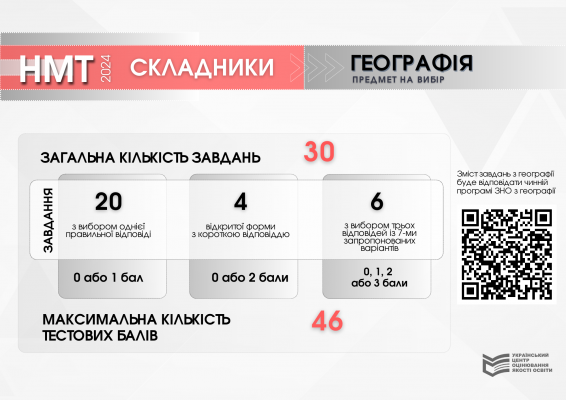 НМТ 2024 СКЛАДНИКИ
ГЕОГРАФІЯ
ПРЕДМЕТ НА ВИБІР
ЗАГАЛЬНА КІЛЬКІСТЬ ЗАВДАНЬ 30
ЗАВДАННЯ
20
з вибором однієї
правильної відповіді
0 або 1 бал
4
відкритої форми
з короткою відповіддю
0 або 2 бали
6
з вибором трьох
відповідей із 7-ми
запропонованих
варіантів
0, 1, 2
або 3 бали
МАКСИМАЛЬНА КІЛЬКІСТЬ
ТЕСТОВИХ БАЛІВ
46
Зміст завдань з географії
буде відповідати чинній
програмі ЗНО з географії
УКРАЇНСЬКИЙ
ЦЕНТР
ОЦІНЮВАННЯ
ЯКОСТІ ОСВІТИ